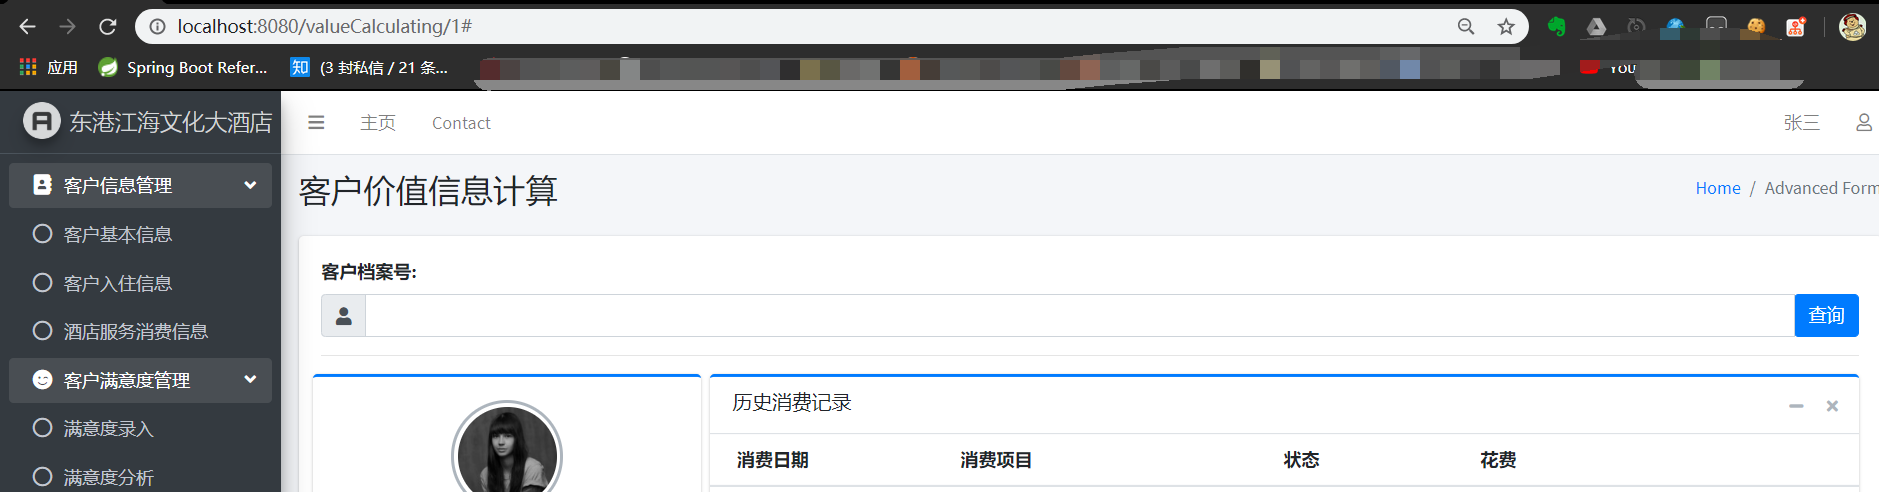 localhost:8080/valueCalculating/1#
应用 Spring Boot Refer... 知 (3 封私信 / 21 条...
东港江海文化大酒店 主页 Contact 张三
客户信息管理
客户基本信息
客户入住信息
酒店服务消费信息
客户满意度管理
满意度录入
满意度分析
客户价值信息计算
Home / Advanced Form
客户档案号:
查询
历史消费记录
消费日期 消费项目 状态 花费